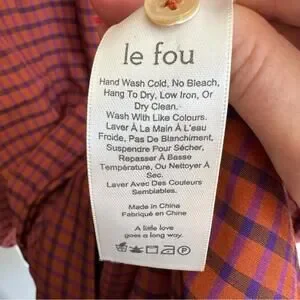 le fou
Hand Wash Cold, No Bleach,
Hang To Dry, Low Iron, Or
Dry Clean.
Wash With Like Colours.
Laver À La Main À L'eau
Froide, Pas De Blanchiment,
Suspendre Pour Sécher,
Repasser À Basse
Température, Ou Nettoyer À
Sec.
Laver Avec Des Couleurs
Semblables.
Made in China
Fabriqué en Chine
A little love
goes a long way.